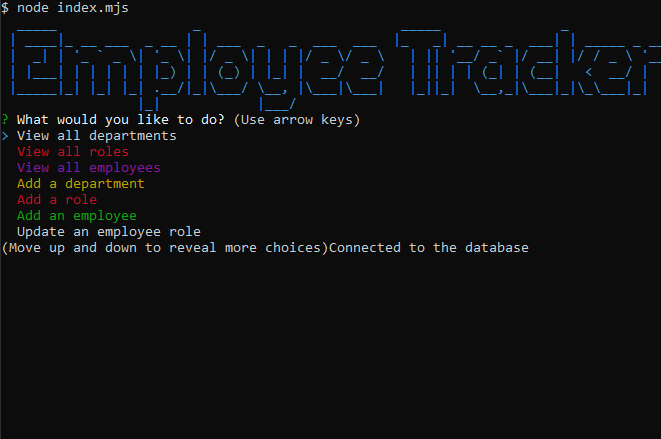 $ node index.mjs
Employee Tracker
? What would you like to do? (Use arrow keys)
> View all departments
View all roles
View all employees
Add a department
Add a role
Add an employee
Update an employee role
(Move up and down to reveal more choices)Connected to the database